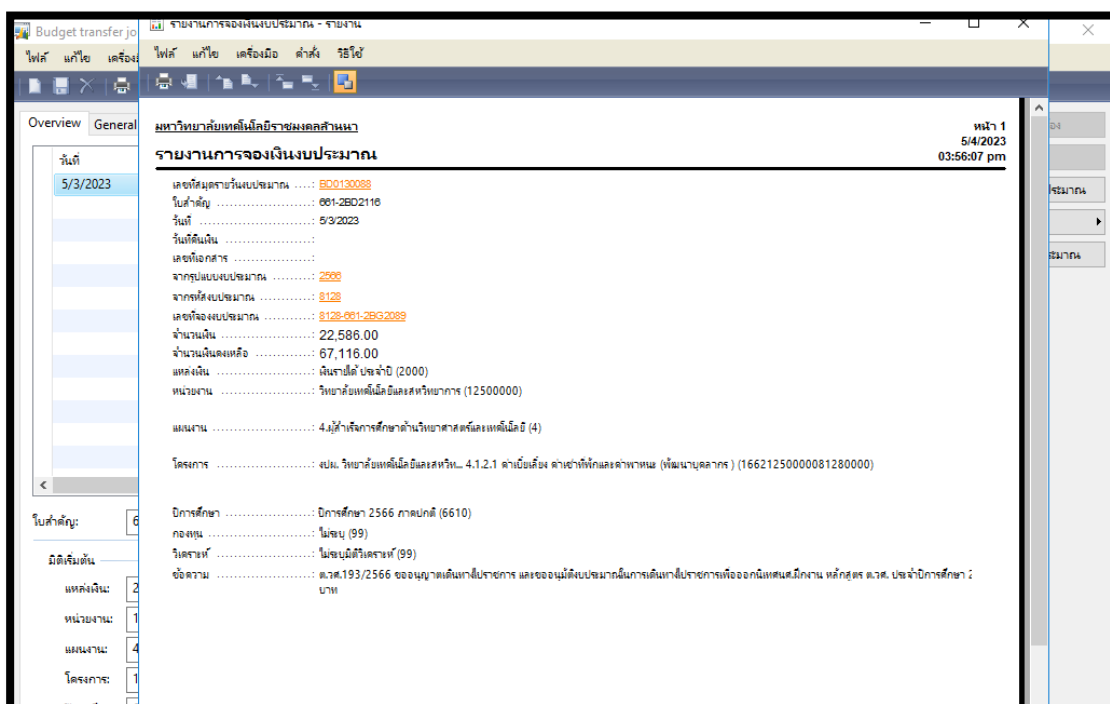 Budget transfer jo
รายงานการจองเงินงบประมาณ - รายงาน
ไฟล์ แก้ไข เครื่องมื
ไฟล์ แก้ไข เครื่องมือ คำสั่ง วิธีใช้
Overview General
วันที่
5/3/2023
มหาวิทยาลัยเทคโนโลยีราชมงคลล้านนา
หน้า 1
รายงานการจองเงินงบประมาณ
5/4/2023
03:56:07 pm
เลขที่สมุดรายวันงบประมาณ ....: BD0130088
ใบสำคัญ ......................: 661-2BD2116
วันที่ ..........................: 5/3/2023
วันที่คืนเงิน ....................:
เลขที่เอกสาร ..................:
จากรูปแบบงบประมาณ .........: 2566
จากรหัสงบประมาณ ............: 8128
เลขที่จองงบประมาณ ...........: 8128-661-2BG2089
จำนวนเงิน .....................: 22,586.00
จำนวนเงินคงเหลือ .............: 67,116.00
แหล่งเงิน ......................: เงินรายได้ ประจำปี (2000)
หน่วยงาน .....................: วิทยาลัยเทคโนโลยีและสหวิทยาการ (12500000)
แผนงาน .......................: 4.ผู้สำเร็จการศึกษาด้านวิทยาศาสตร์และเทคโนโลยี (4)
โครงการ ......................: งปม. วิทยาลัยเทคโนโลยีและสหวิท... 4.1.2.1 ค่าเบี้ยเลี้ยง ค่าเช่าที่พักและค่าพาหนะ (พัฒนาบุคลากร ) (16621250000081280000)
ปีการศึกษา ....................: ปีการศึกษา 2566 ภาคปกติ (6610)
กองทุน ........................: ไม่ระบุ (99)
วิเคราะห์ ......................: ไม่ระบุมิติวิเคราะห์ (99)
ข้อความ ......................: ต.วศ.193/2566 ขออนุญาตเดินทางไปราชการ และขออนุมัติงบประมาณในการเดินทางไปราชการเพื่อออกนิเทศนศ.ฝึกงาน หลักสูตร ต.วศ. ประจำปีการศึกษา 2
บาท
อง
ประมาณ
ะมาณ
ใบสำคัญ: 6
มิติเริ่มต้น
แหล่งเงิน: 2
หน่วยงาน: 1
แผนงาน: 4
โครงการ: 1